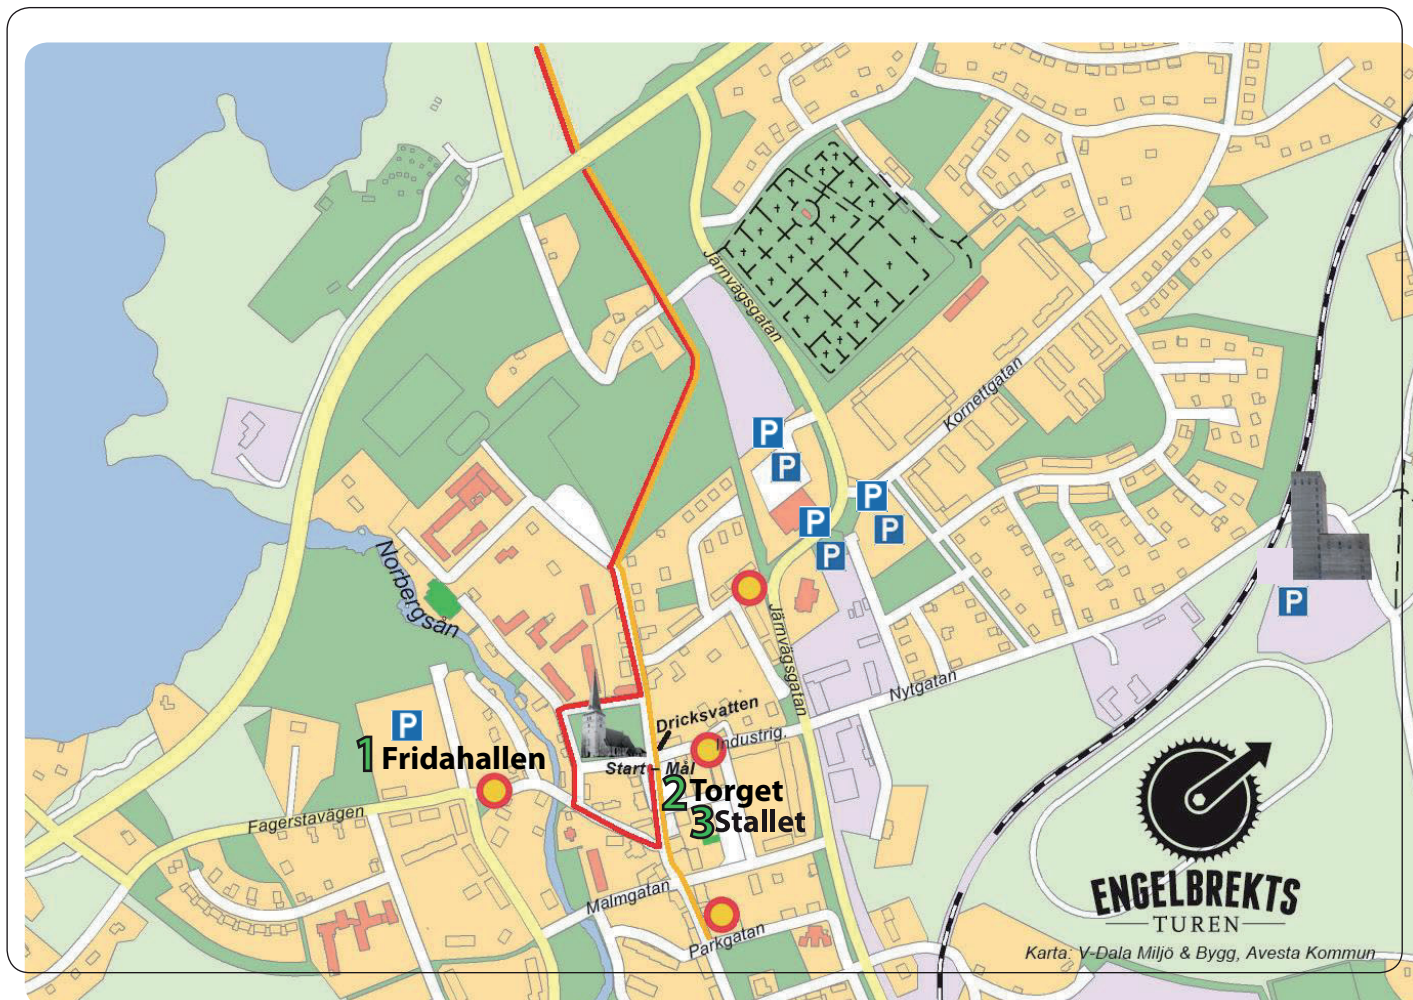 Järnvägsgatan
Kornettgatan
P
P
P
P
P
P
P
Norbergsån
Järnvägsgatan
Nytgatan
Dricksvatten
Industrig.
P
1 Fridahallen
Start – Mål
2 Torget
3 Stallet
Fagerstavägen
Malmgatan
Parkgatan
ENGELBREKTS
TUREN
Karta: V-Dala Miljö & Bygg, Avesta Kommun